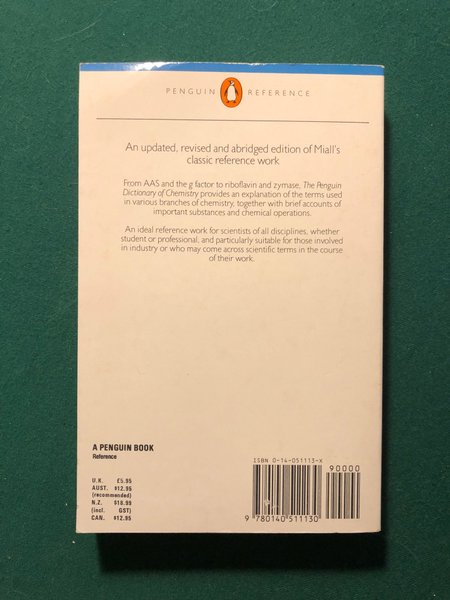 PENGUIN REFERENCE
An updated, revised and abridged edition of Miall's
classic reference work
From AAS and the g factor to riboflavin and zymase, The Penguin
Dictionary of Chemistry provides an explanation of the terms used
in various branches of chemistry, together with brief accounts of
important substances and chemical operations.
An ideal reference work for scientists of all disciplines, whether
student or professional, and particularly suitable for those involved
in industry or who may come across scientific terms in the course
of their work.
A PENGUIN BOOK
Reference
U.K. £5.95
AUST. $12.95
(recommended)
N.Z. $18.99
(incl. GST)
CAN. $12.95
ISBN 0-14-051113-X
90000
9 780140 511130